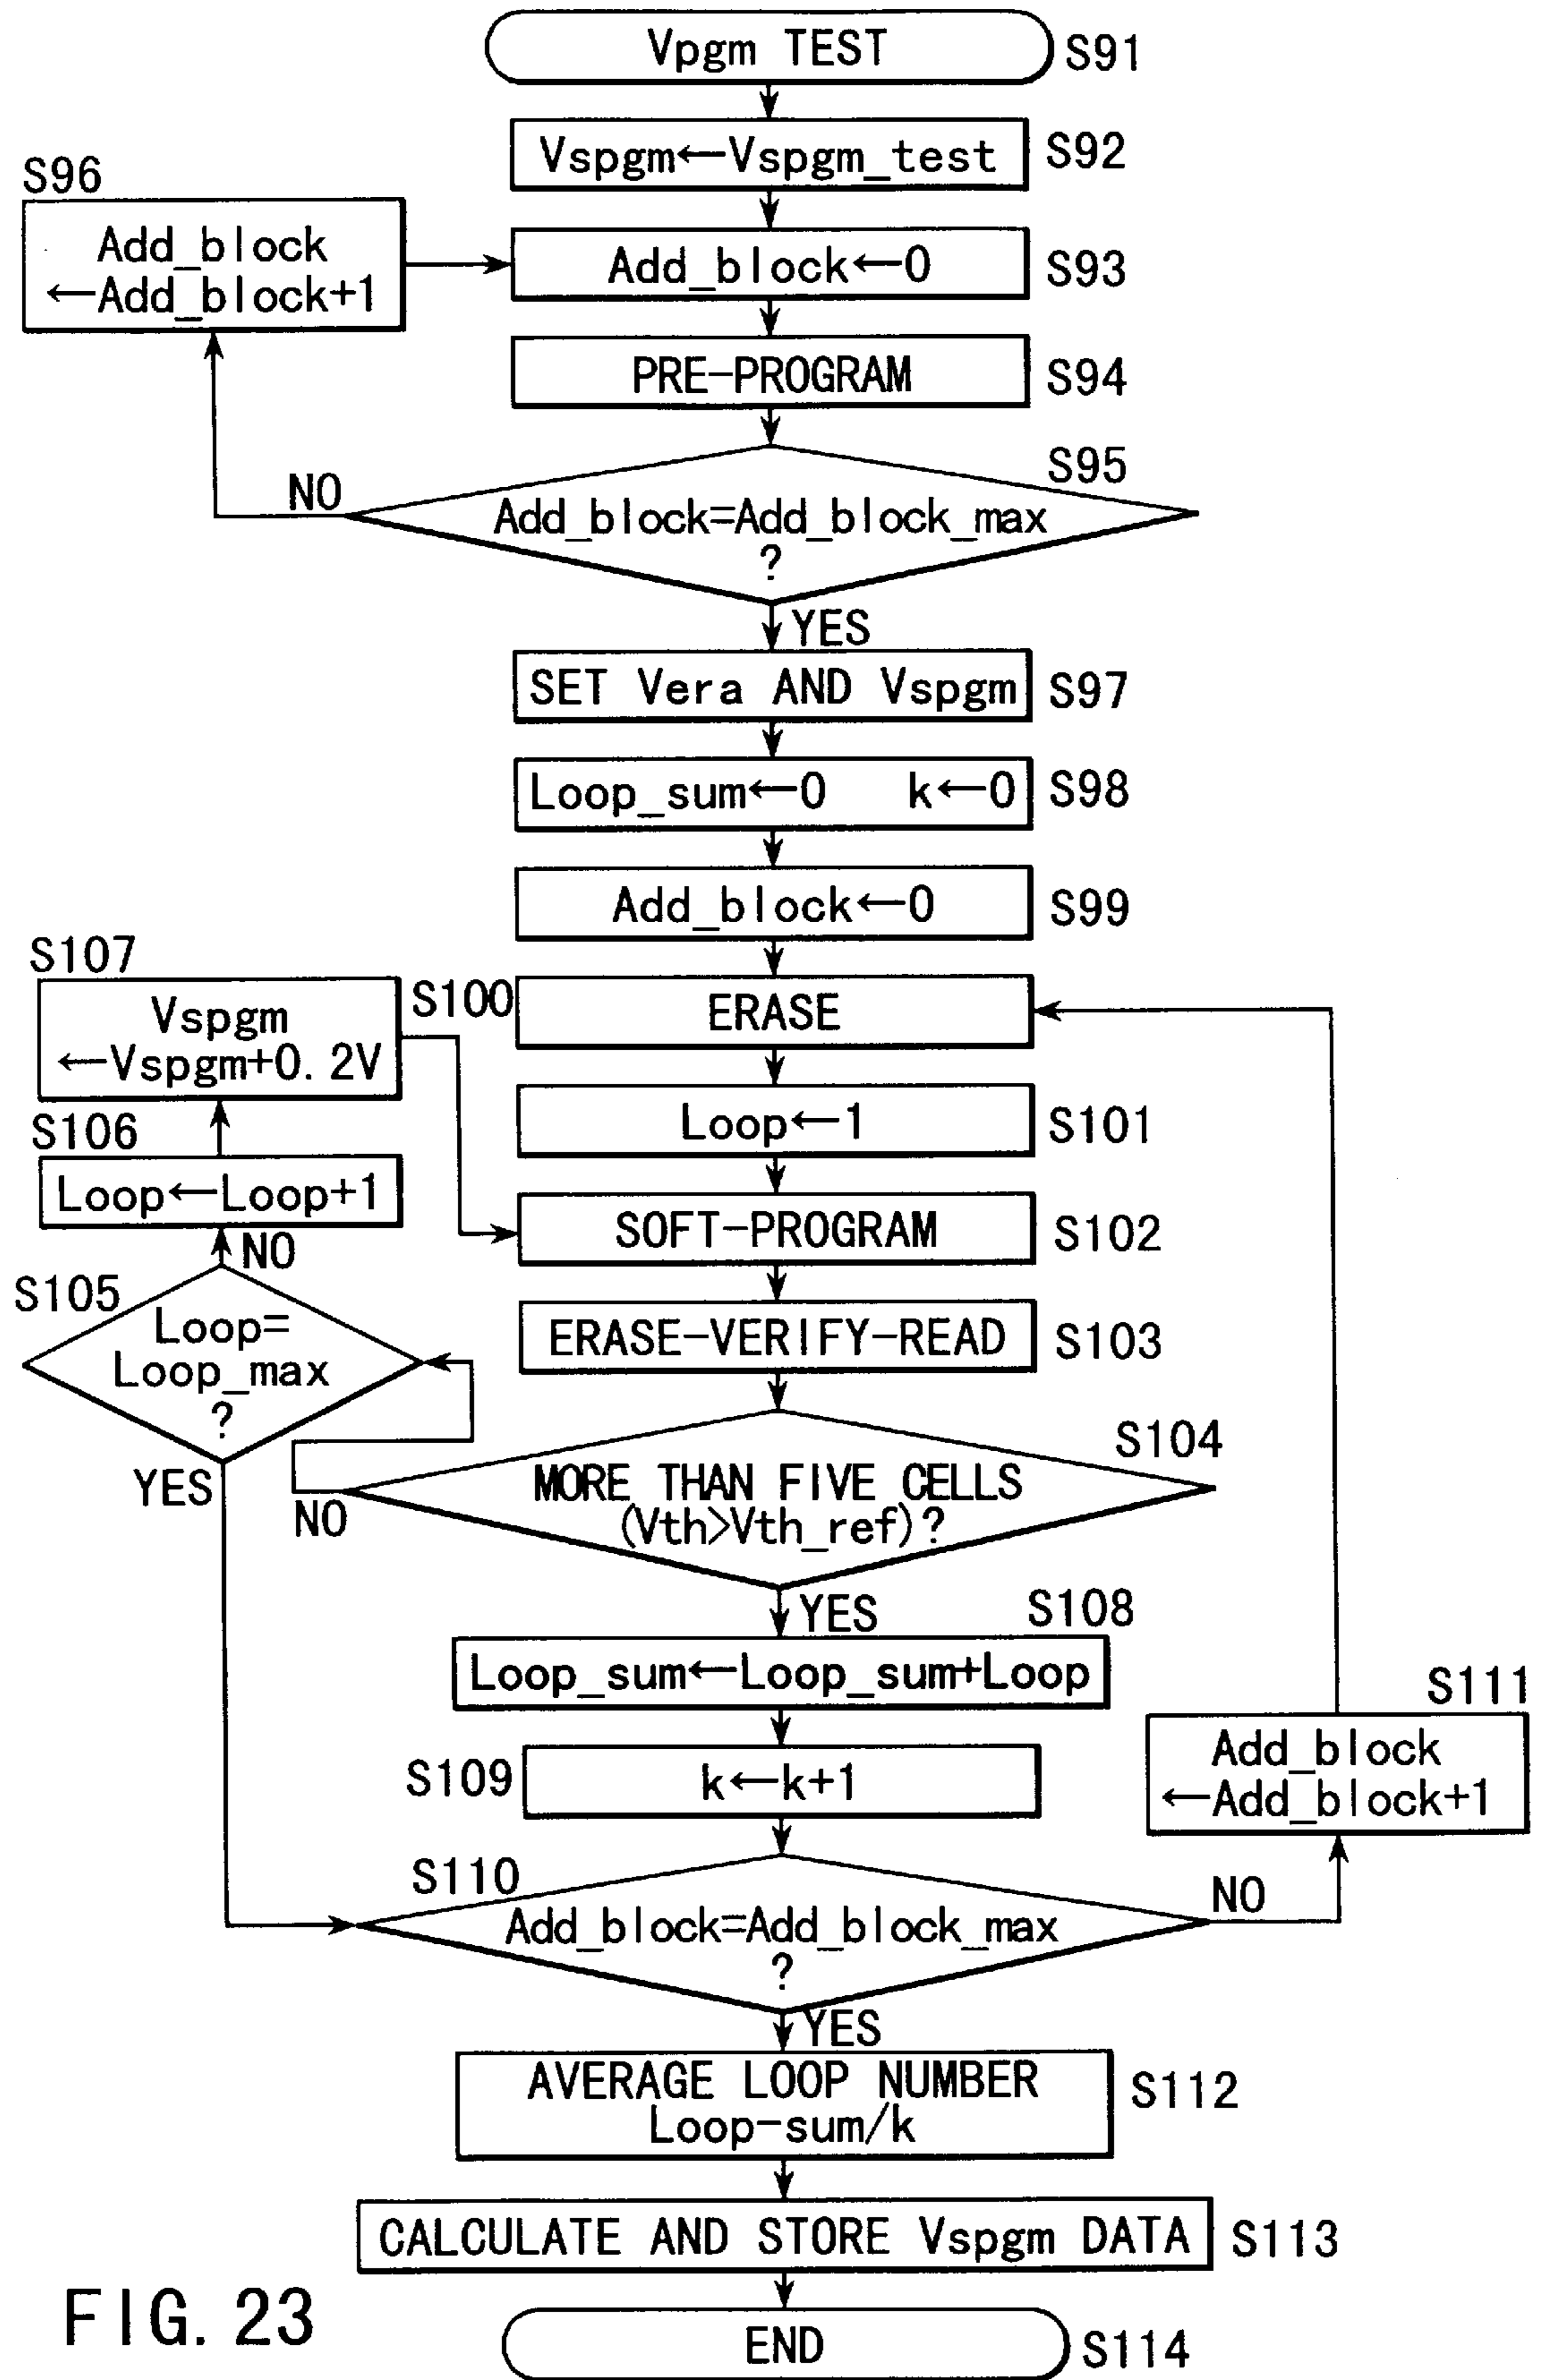 Vpgm TEST
S91
Vspgm←Vspgm_test
S92
S96
Add_block
←Add_block+1
Add_block←0
S93
PRE-PROGRAM
S94
S95
NO
Add_block=Add_block_max
?
YES
SET Vera AND Vspgm
S97
Loop_sum←0 k←0
S98
Add_block←0
S99
S107
Vspgm
←Vspgm+0.2V
S100
ERASE
Loop←1
S101
S106
Loop←Loop+1
SOFT-PROGRAM
S102
NO
S105
Loop=
Loop_max
?
YES
ERASE-VERIFY-READ
S103
S104
MORE THAN FIVE CELLS
(Vth>Vth_ref)?
NO
YES
S108
Loop_sum←Loop_sum+Loop
S109
k←k+1
S111
Add_block
←Add_block+1
S110
NO
Add_block=Add_block_max
?
YES
AVERAGE LOOP NUMBER
Loop-sum/k
S112
CALCULATE AND STORE Vspgm DATA
S113
END
S114
FIG. 23